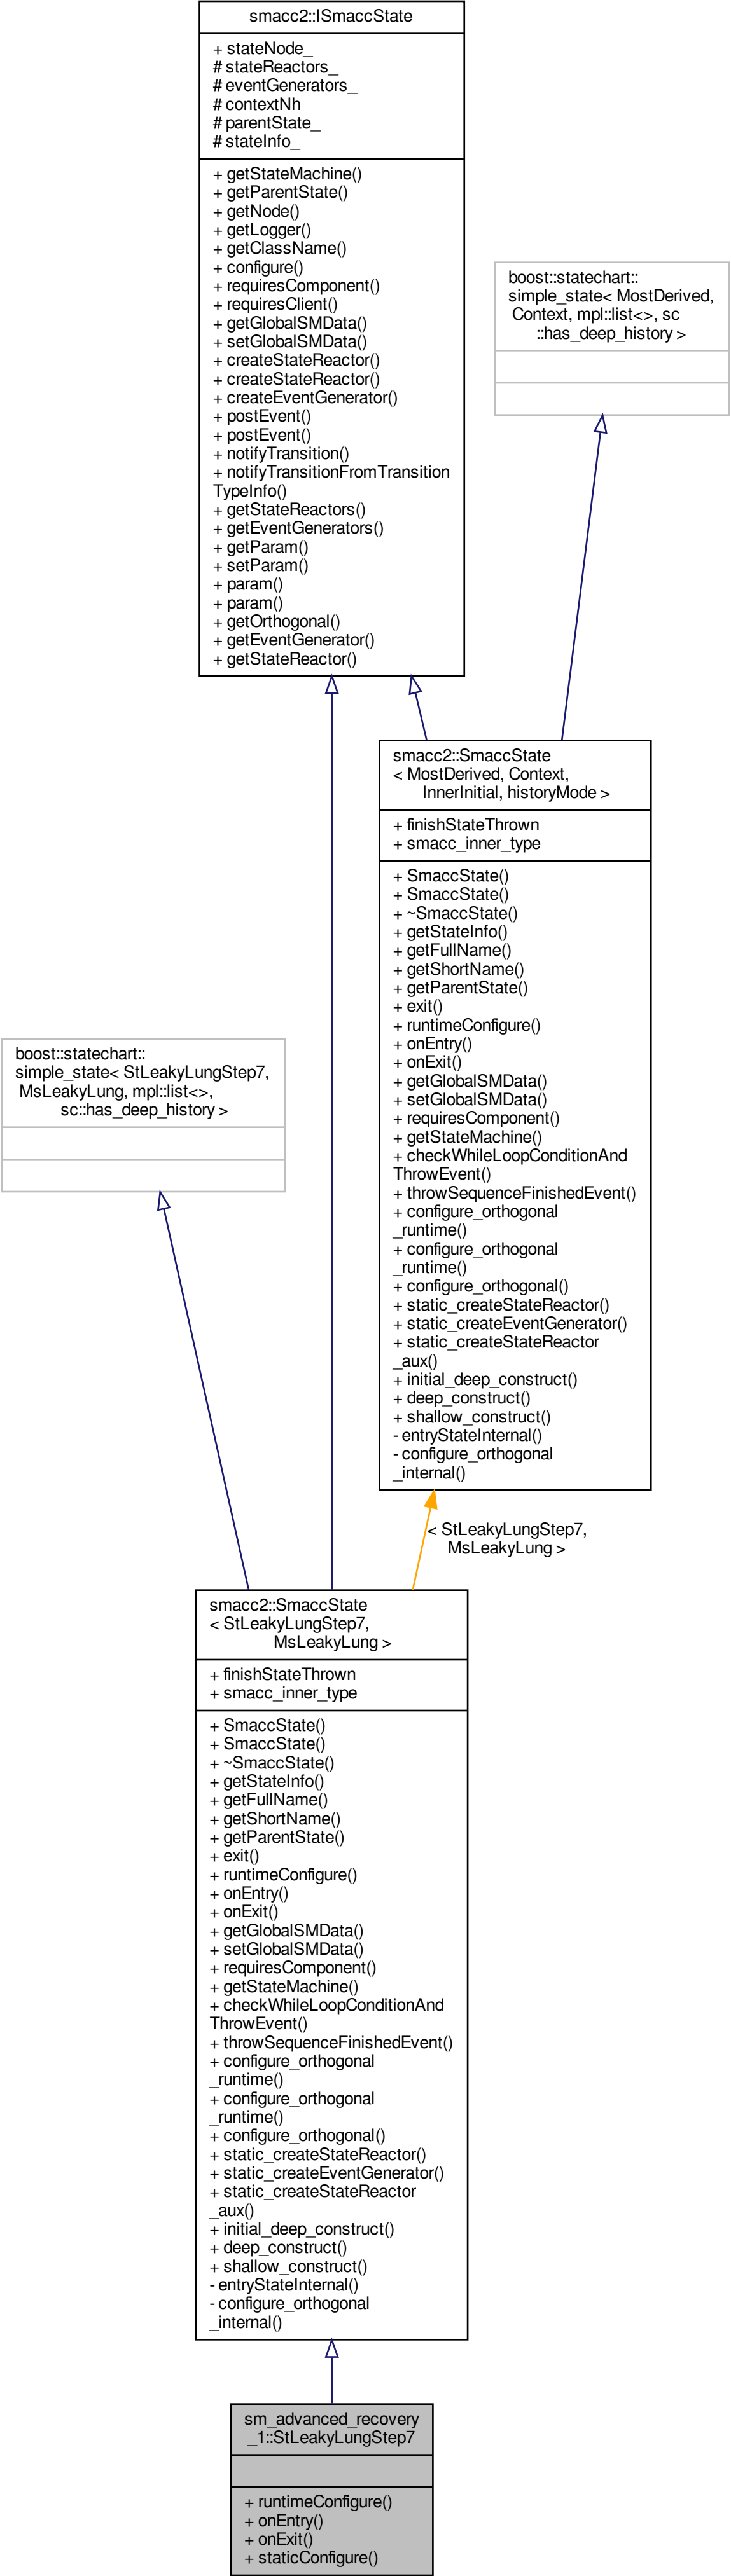 smacc2::ISmaccState
+ stateNode_
# stateReactors_
# eventGenerators_
# contextNh
# parentState_
# stateInfo_
+ getStateMachine()
+ getParentState()
+ getNode()
+ getLogger()
+ getClassName()
+ configure()
+ requiresComponent()
+ requiresClient()
+ getGlobalSMData()
+ setGlobalSMData()
+ createStateReactor()
+ createStateReactor()
+ createEventGenerator()
+ postEvent()
+ postEvent()
+ notifyTransition()
+ notifyTransitionFromTransition
TypeInfo()
+ getStateReactors()
+ getEventGenerators()
+ getParam()
+ setParam()
+ param()
+ param()
+ getOrthogonal()
+ getEventGenerator()
+ getStateReactor()
boost::statechart::
simple_state< MostDerived,
Context, mpl::list<>, sc
::has_deep_history >
smacc2::SmaccState
< MostDerived, Context,
InnerInitial, historyMode >
+ finishStateThrown
+ smacc_inner_type
+ SmaccState()
+ SmaccState()
+ ~SmaccState()
+ getStateInfo()
+ getFullName()
+ getShortName()
+ getParentState()
+ exit()
+ runtimeConfigure()
+ onEntry()
+ onExit()
+ getGlobalSMData()
+ setGlobalSMData()
+ requiresComponent()
+ getStateMachine()
+ checkWhileLoopConditionAnd
ThrowEvent()
+ throwSequenceFinishedEvent()
+ configure_orthogonal
_runtime()
+ configure_orthogonal
_runtime()
+ configure_orthogonal()
+ static_createStateReactor()
+ static_createEventGenerator()
+ static_createStateReactor
_aux()
+ initial_deep_construct()
+ deep_construct()
+ shallow_construct()
- entryStateInternal()
- configure_orthogonal
_internal()
boost::statechart::
simple_state< StLeakyLungStep7,
MsLeakyLung, mpl::list<>,
sc::has_deep_history >
< StLeakyLungStep7,
MsLeakyLung >
smacc2::SmaccState
< StLeakyLungStep7,
MsLeakyLung >
+ finishStateThrown
+ smacc_inner_type
+ SmaccState()
+ SmaccState()
+ ~SmaccState()
+ getStateInfo()
+ getFullName()
+ getShortName()
+ getParentState()
+ exit()
+ runtimeConfigure()
+ onEntry()
+ onExit()
+ getGlobalSMData()
+ setGlobalSMData()
+ requiresComponent()
+ getStateMachine()
+ checkWhileLoopConditionAnd
ThrowEvent()
+ throwSequenceFinishedEvent()
+ configure_orthogonal
_runtime()
+ configure_orthogonal
_runtime()
+ configure_orthogonal()
+ static_createStateReactor()
+ static_createEventGenerator()
+ static_createStateReactor
_aux()
+ initial_deep_construct()
+ deep_construct()
+ shallow_construct()
- entryStateInternal()
- configure_orthogonal
_internal()
sm_advanced_recovery
_1::StLeakyLungStep7
+ runtimeConfigure()
+ onEntry()
+ onExit()
+ staticConfigure()